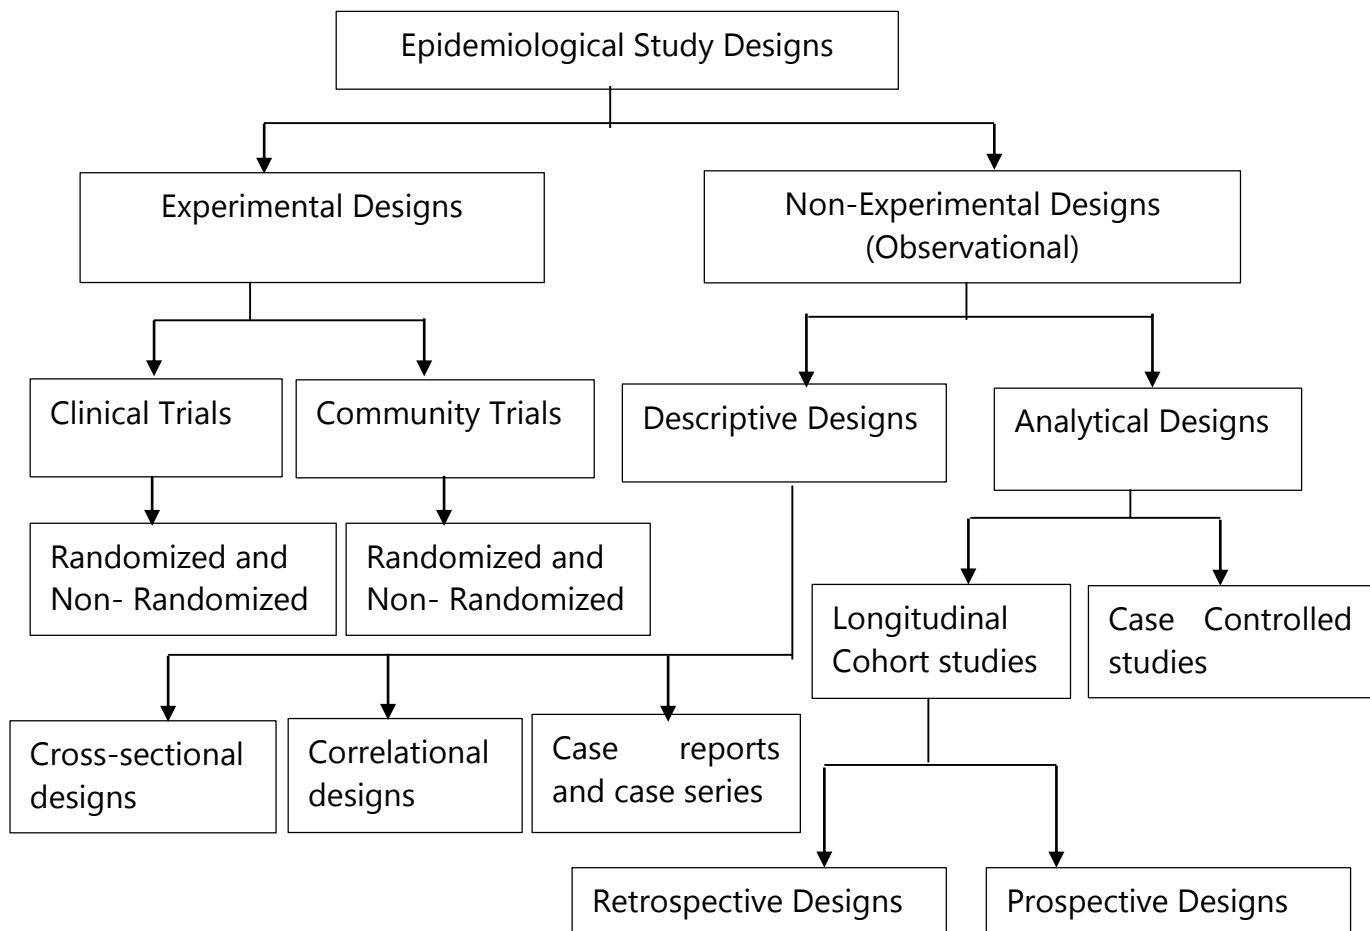 Epidemiological Study Designs
Experimental Designs
Non-Experimental Designs
(Observational)
Clinical Trials
Community Trials
Descriptive Designs
Analytical Designs
Randomized and
Non- Randomized
Randomized and
Non- Randomized
Longitudinal
Cohort studies
Case Controlled
studies
Cross-sectional
designs
Correlational
designs
Case reports
and case series
Retrospective Designs
Prospective Designs